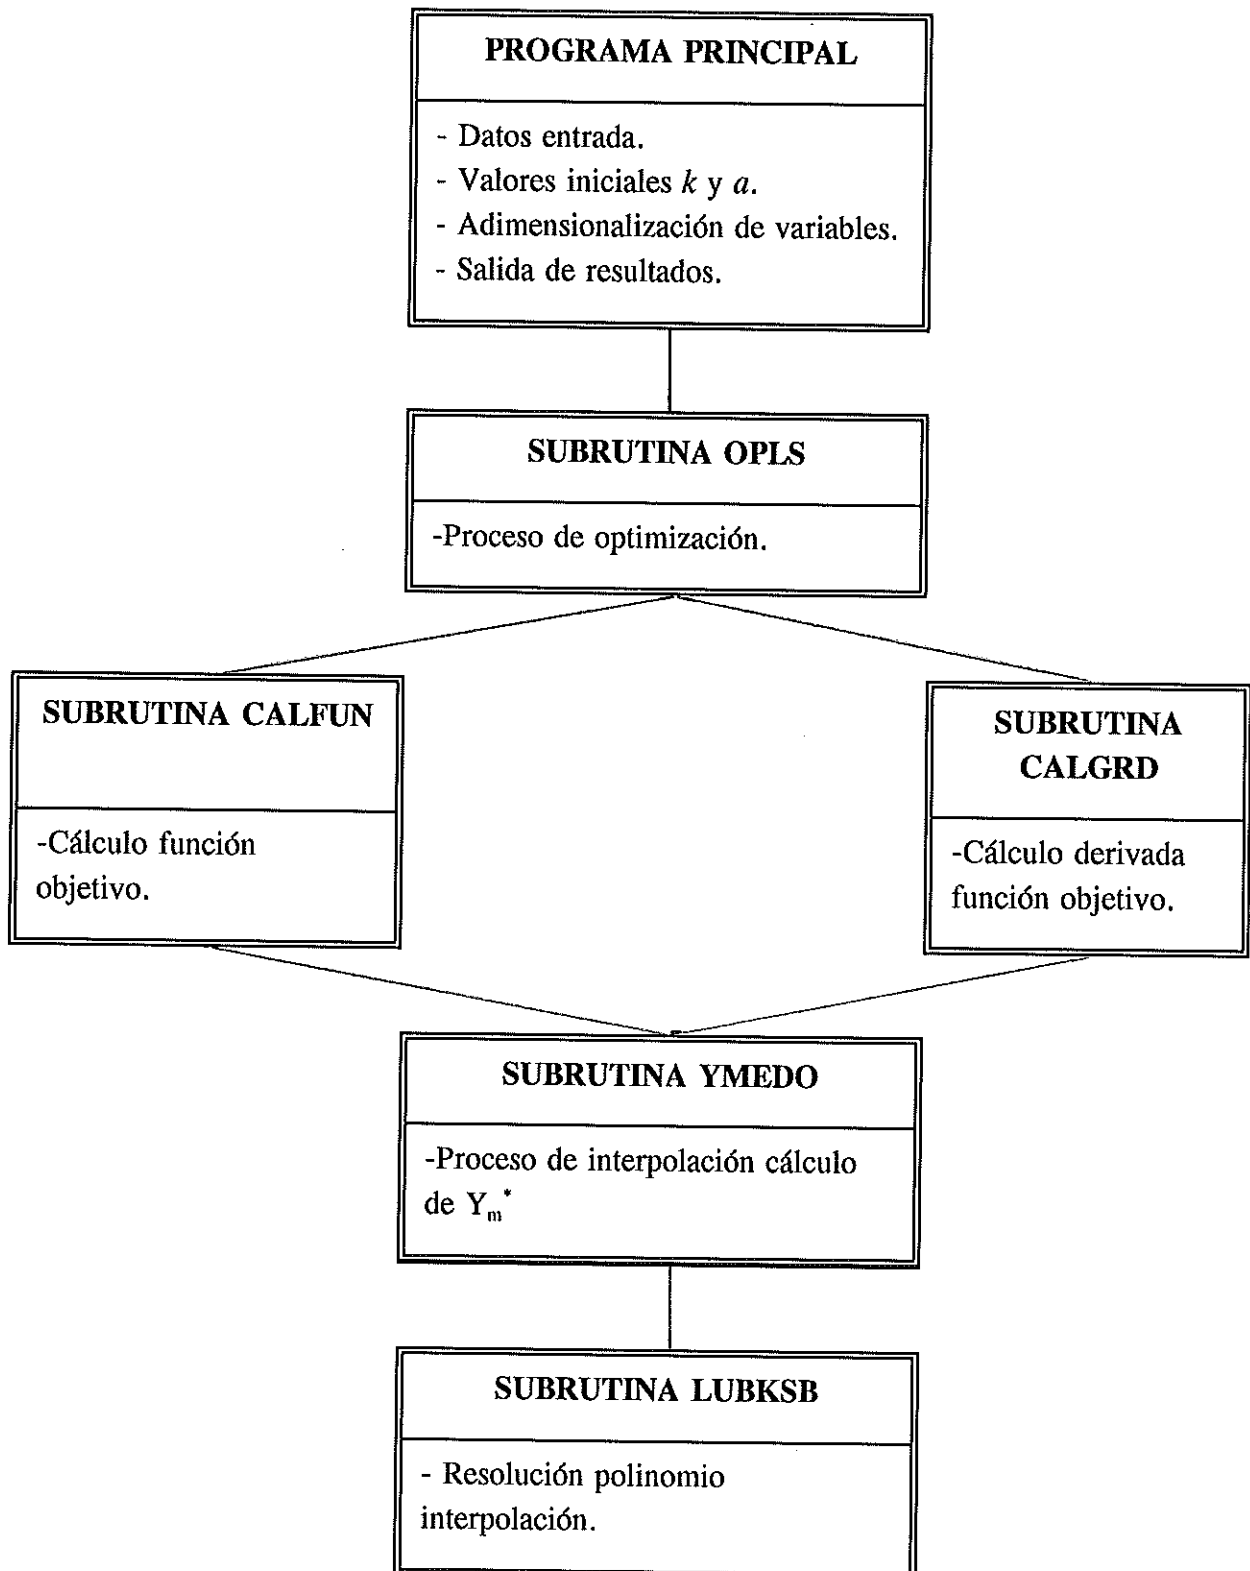 PROGRAMA PRINCIPAL
- Datos entrada.
- Valores iniciales k y a.
- Adimensionalización de variables.
- Salida de resultados.
SUBRUTINA OPLS
-Proceso de optimización.
SUBRUTINA CALFUN
-Cálculo función
objetivo.
SUBRUTINA
CALGRD
-Cálculo derivada
función objetivo.
SUBRUTINA YMEDO
-Proceso de interpolación cálculo
de Yₘ*
SUBRUTINA LUBKSB
- Resolución polinomio
interpolación.